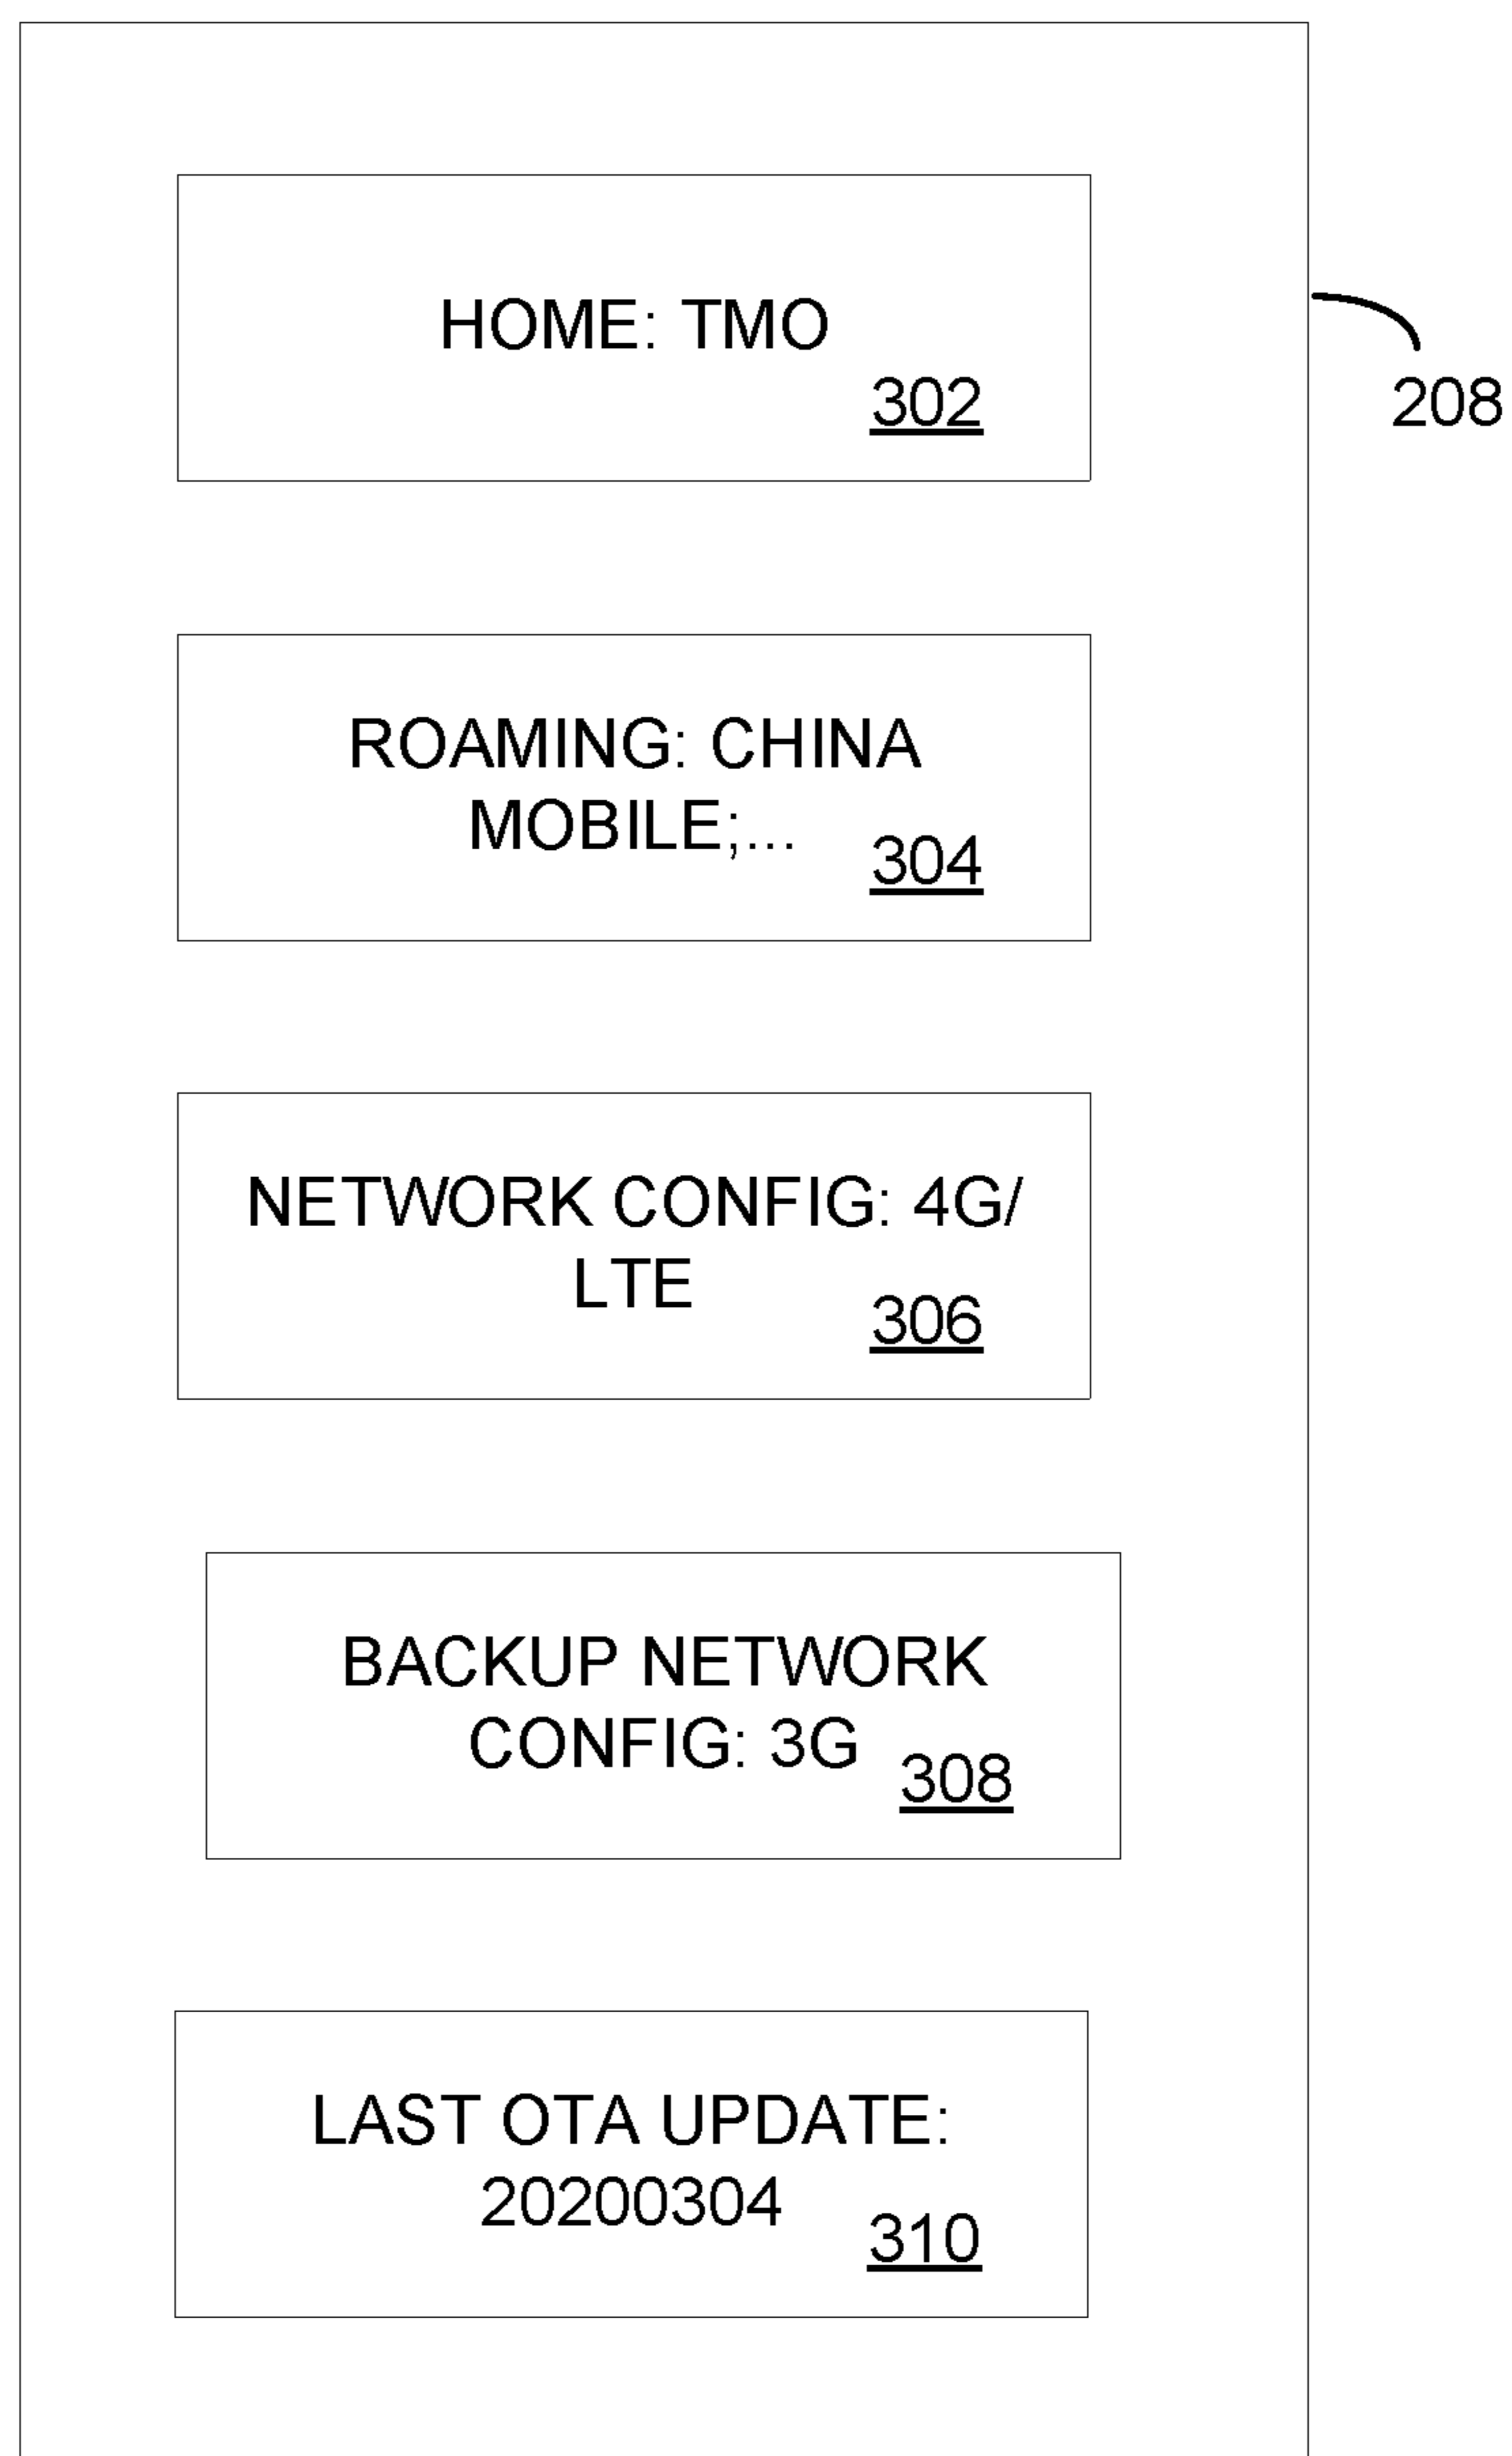 HOME: TMO
302
208
ROAMING: CHINA
MOBILE;...
304
NETWORK CONFIG: 4G/
LTE
306
BACKUP NETWORK
CONFIG: 3G
308
LAST OTA UPDATE:
20200304
310